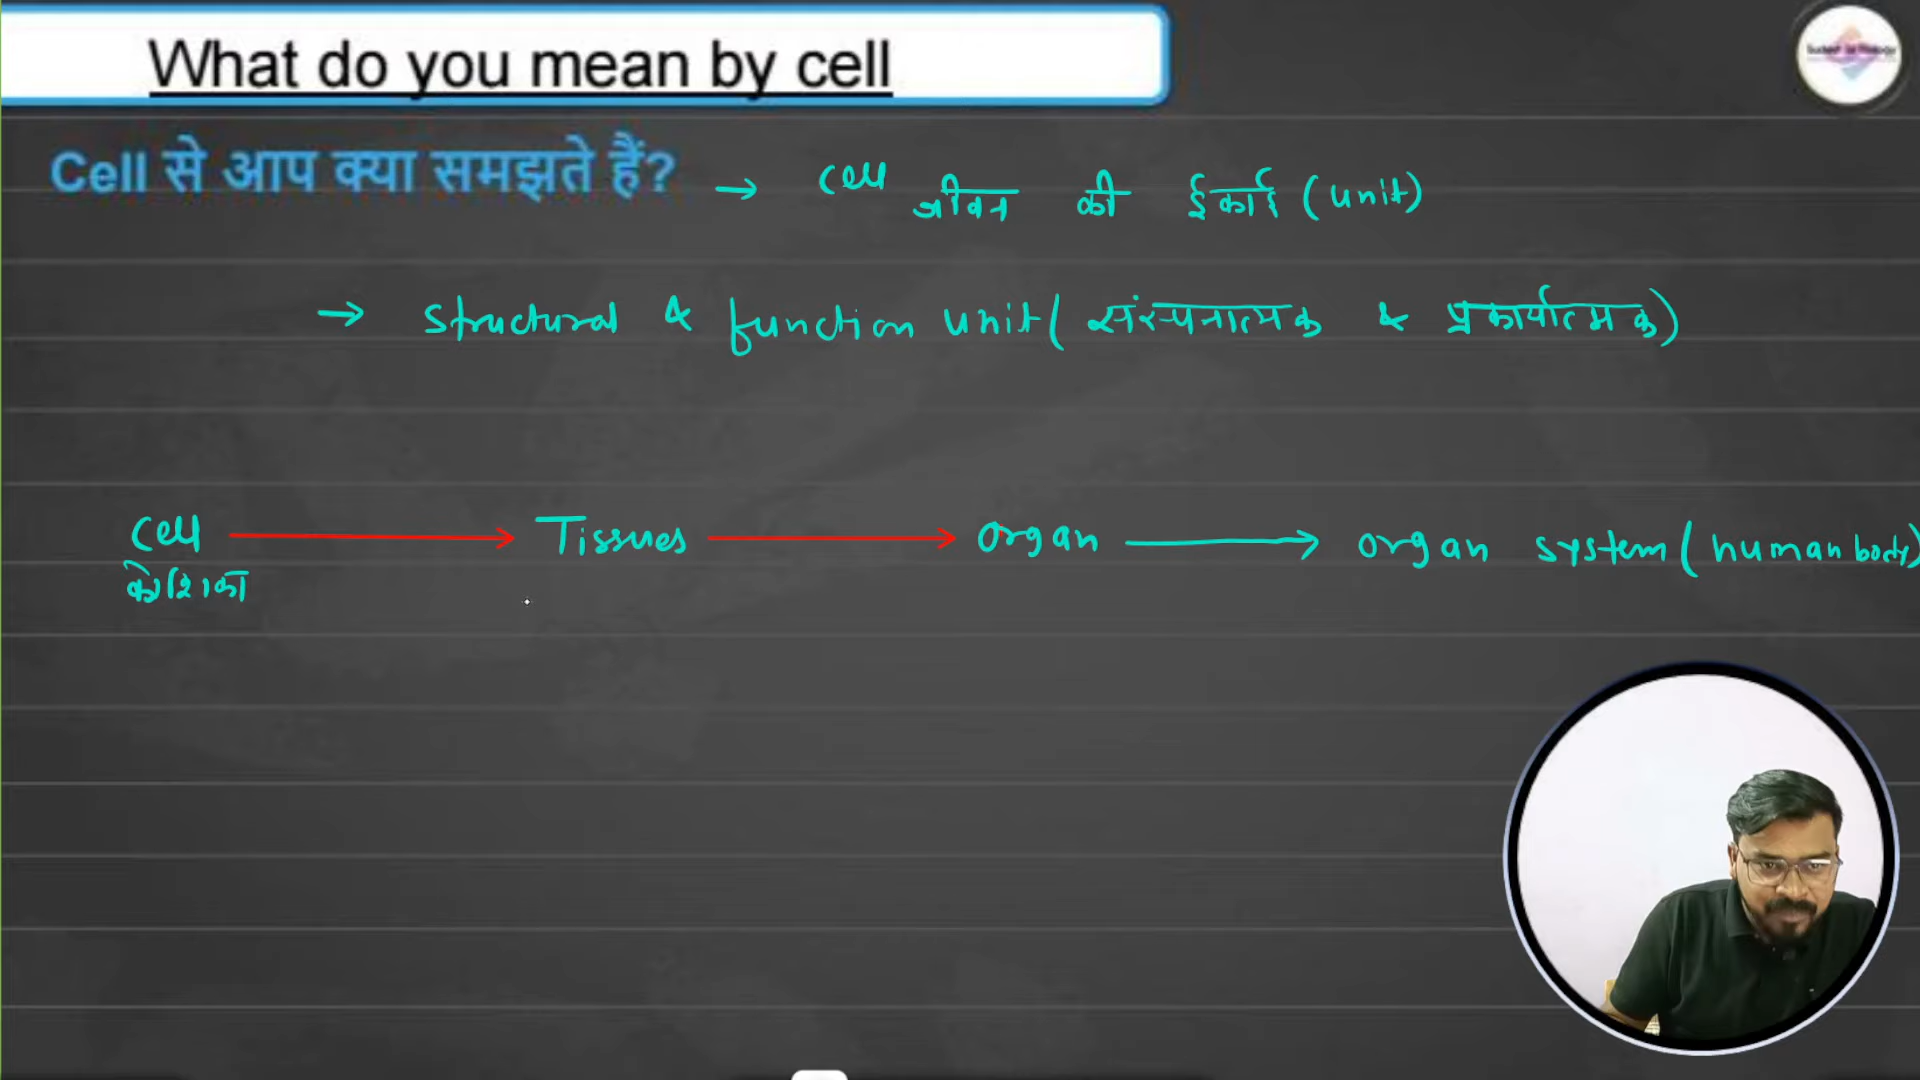 What do you mean by cell
Cell से आप क्या समझते हैं?
→ Cell जीवन की ईकाई (unit)
→ Structural & function unit (संरचनात्मक & प्रकार्यात्मक)
Cell → Tissues → Organ → organ system (human body)
कोशिका